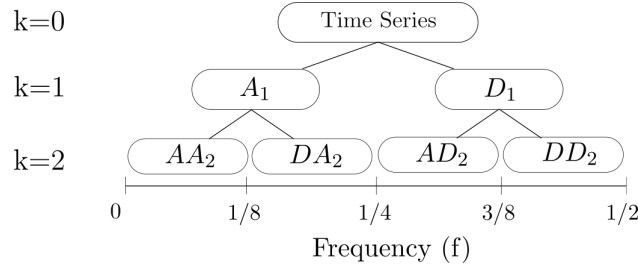 k=0 Time Series
k=1 A₁ D₁
k=2 AA₂ DA₂ AD₂ DD₂
0 1/8 1/4 3/8 1/2
Frequency (f)